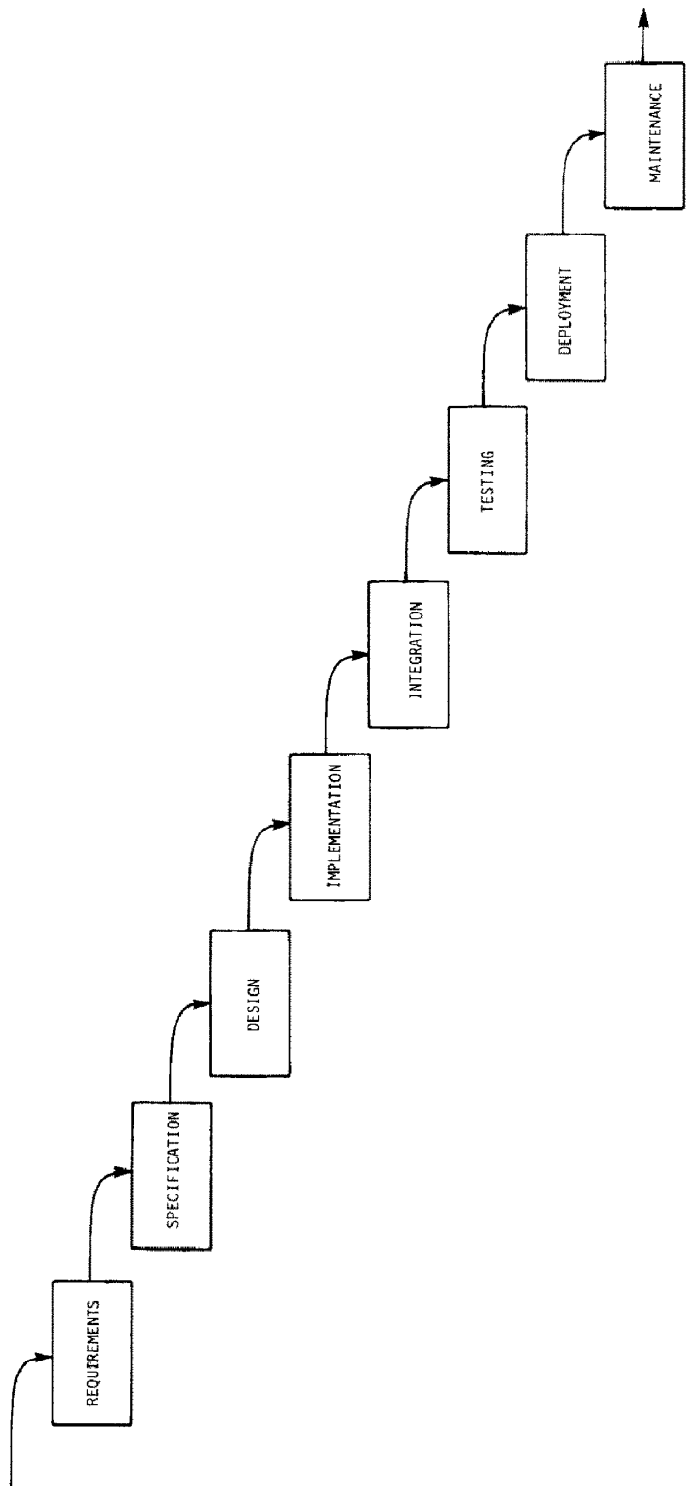 REQUIREMENTS
SPECIFICATION
DESIGN
IMPLEMENTATION
INTEGRATION
TESTING
DEPLOYMENT
MAINTENANCE